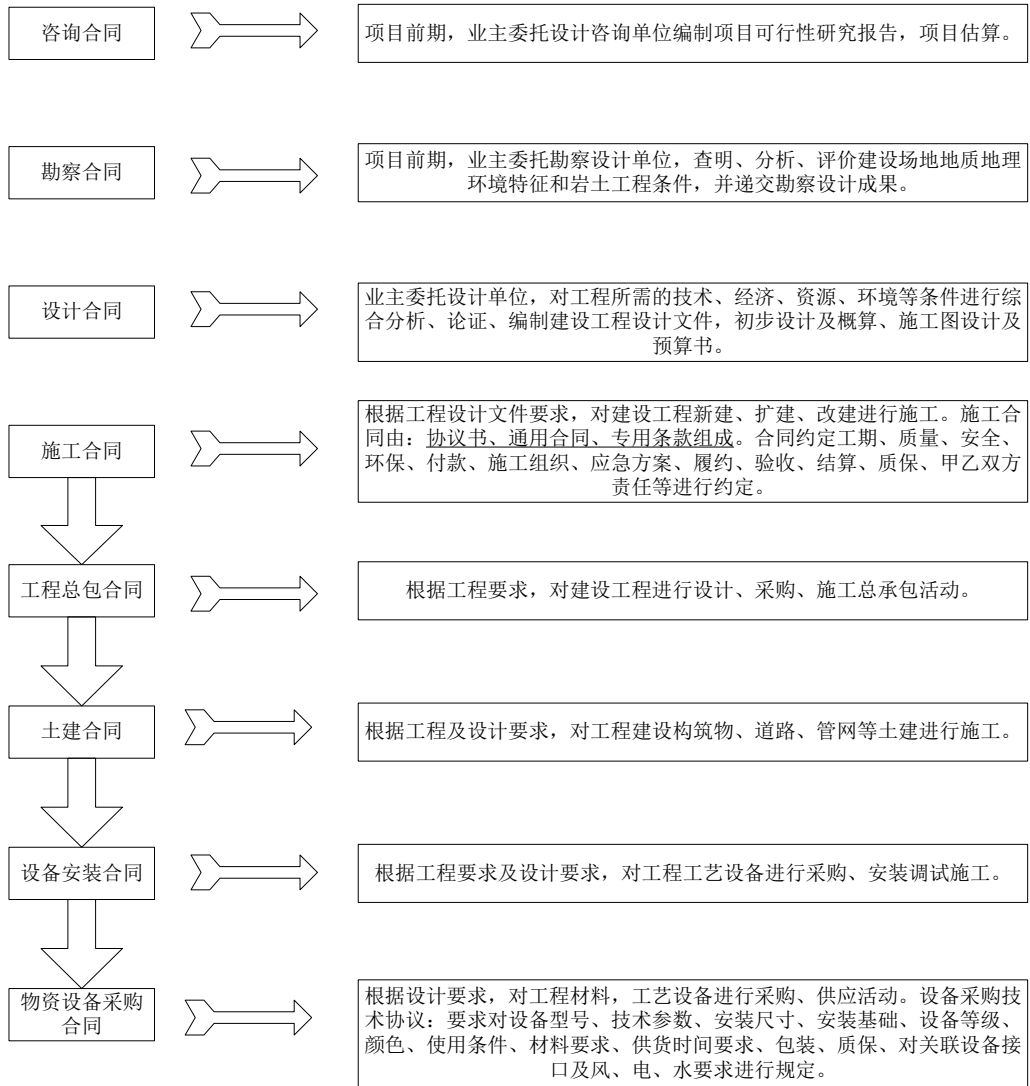 咨询合同
项目前期，业主委托设计咨询单位编制项目可行性研究报告，项目估算。
勘察合同
项目前期，业主委托勘察设计单位，查明、分析、评价建设场地地质地理
环境特征和岩土工程条件，并递交勘察设计成果。
设计合同
业主委托设计单位，对工程所需的技术、经济、资源、环境等条件进行综
合分析、论证、编制建设工程设计文件，初步设计及概算、施工图设计及
预算书。
施工合同
根据工程设计文件要求，对建设工程新建、扩建、改建进行施工。施工合
同由：协议书、通用合同、专用条款组成。合同约定工期、质量、安全、
环保、付款、施工组织、应急方案、履约、验收、结算、质保、甲乙双方
责任等进行约定。
工程总包合同
根据工程要求，对建设工程进行设计、采购、施工总承包活动。
土建合同
根据工程及设计要求，对工程建设构筑物、道路、管网等土建进行施工。
设备安装合同
根据工程要求及设计要求，对工程工艺设备进行采购、安装调试施工。
物资设备采购
合同
根据设计要求，对工程材料，工艺设备进行采购、供应活动。设备采购技
术协议：要求对设备型号、技术参数、安装尺寸、安装基础、设备等级、
颜色、使用条件、材料要求、供货时间要求、包装、质保、对关联设备接
口及风、电、水要求进行规定。